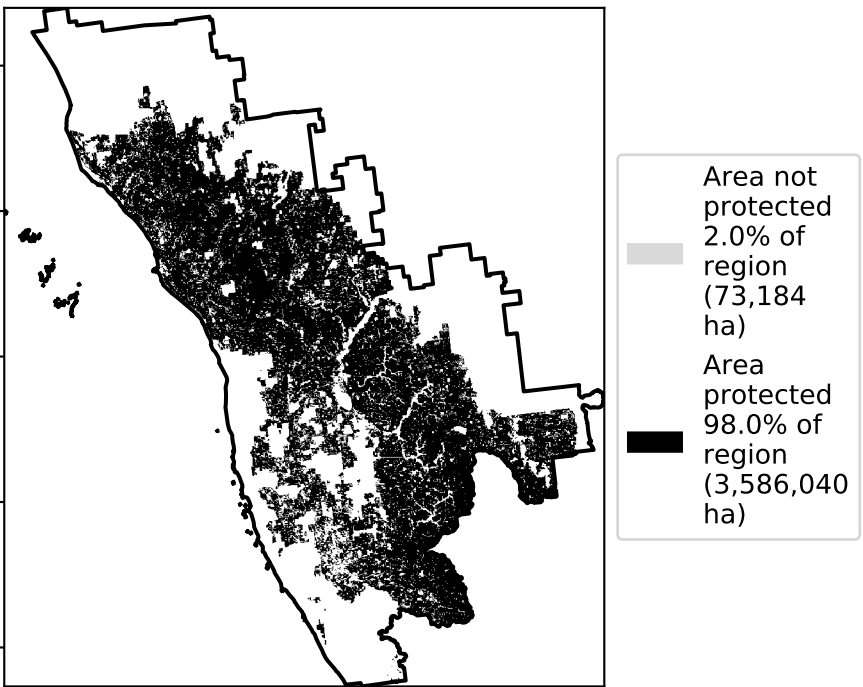 Area not
protected
2.0% of
region
(73,184
ha)
Area
protected
98.0% of
region
(3,586,040
ha)